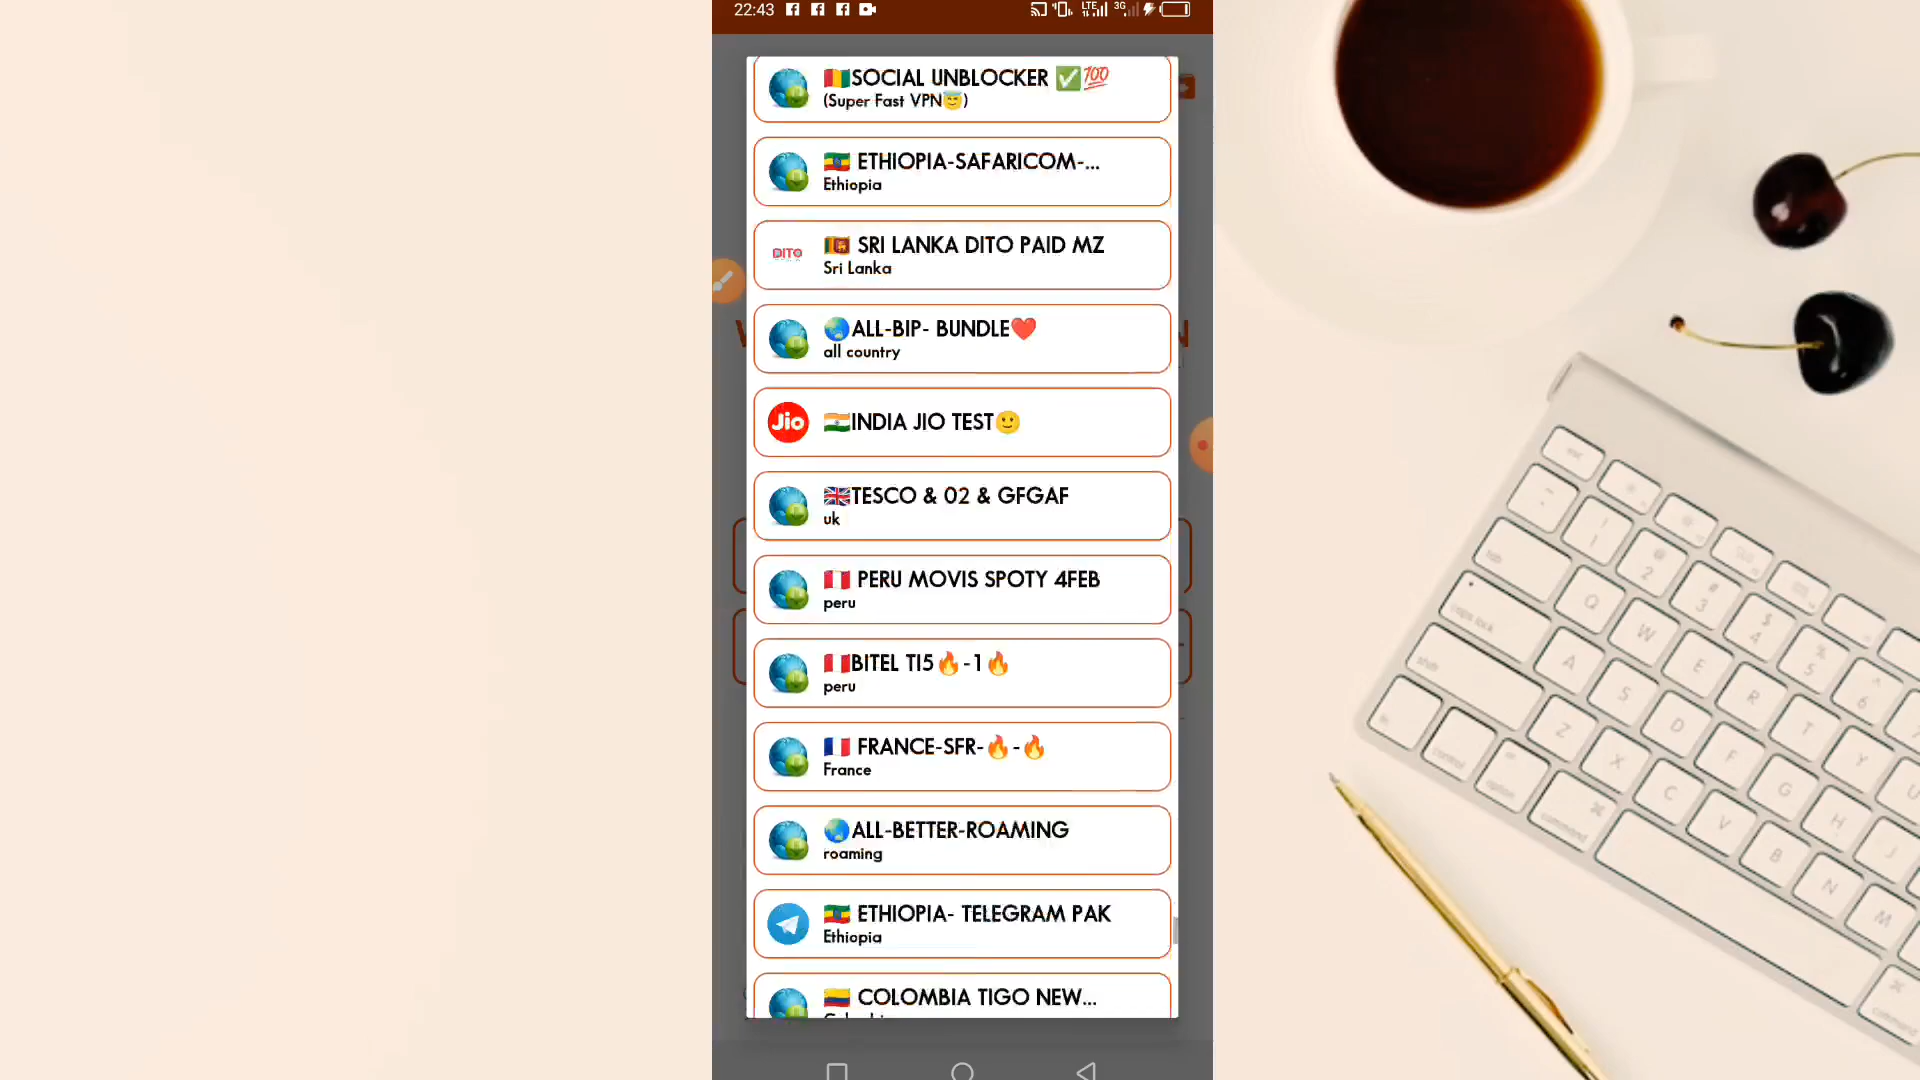 22:43
LTE
3G
🇬🇳SOCIAL UNBLOCKER ✅💯
(Super Fast VPN😇)
🇪🇹 ETHIOPIA-SAFARICOM-...
Ethiopia
DITO
🇱🇰 SRI LANKA DITO PAID MZ
Sri Lanka
🌏ALL-BIP- BUNDLE❤️
all country
Jio
🇮🇳INDIA JIO TEST🙂
🇬🇧TESCO & 02 & GFGAF
uk
🇵🇪 PERU MOVIS SPOTY 4FEB
peru
🇵🇪BITEL TI5🔥-1🔥
peru
🇫🇷 FRANCE-SFR-🔥-🔥
France
🌏ALL-BETTER-ROAMING
roaming
🇪🇹 ETHIOPIA- TELEGRAM PAK
Ethiopia
🇨🇴 COLOMBIA TIGO NEW...